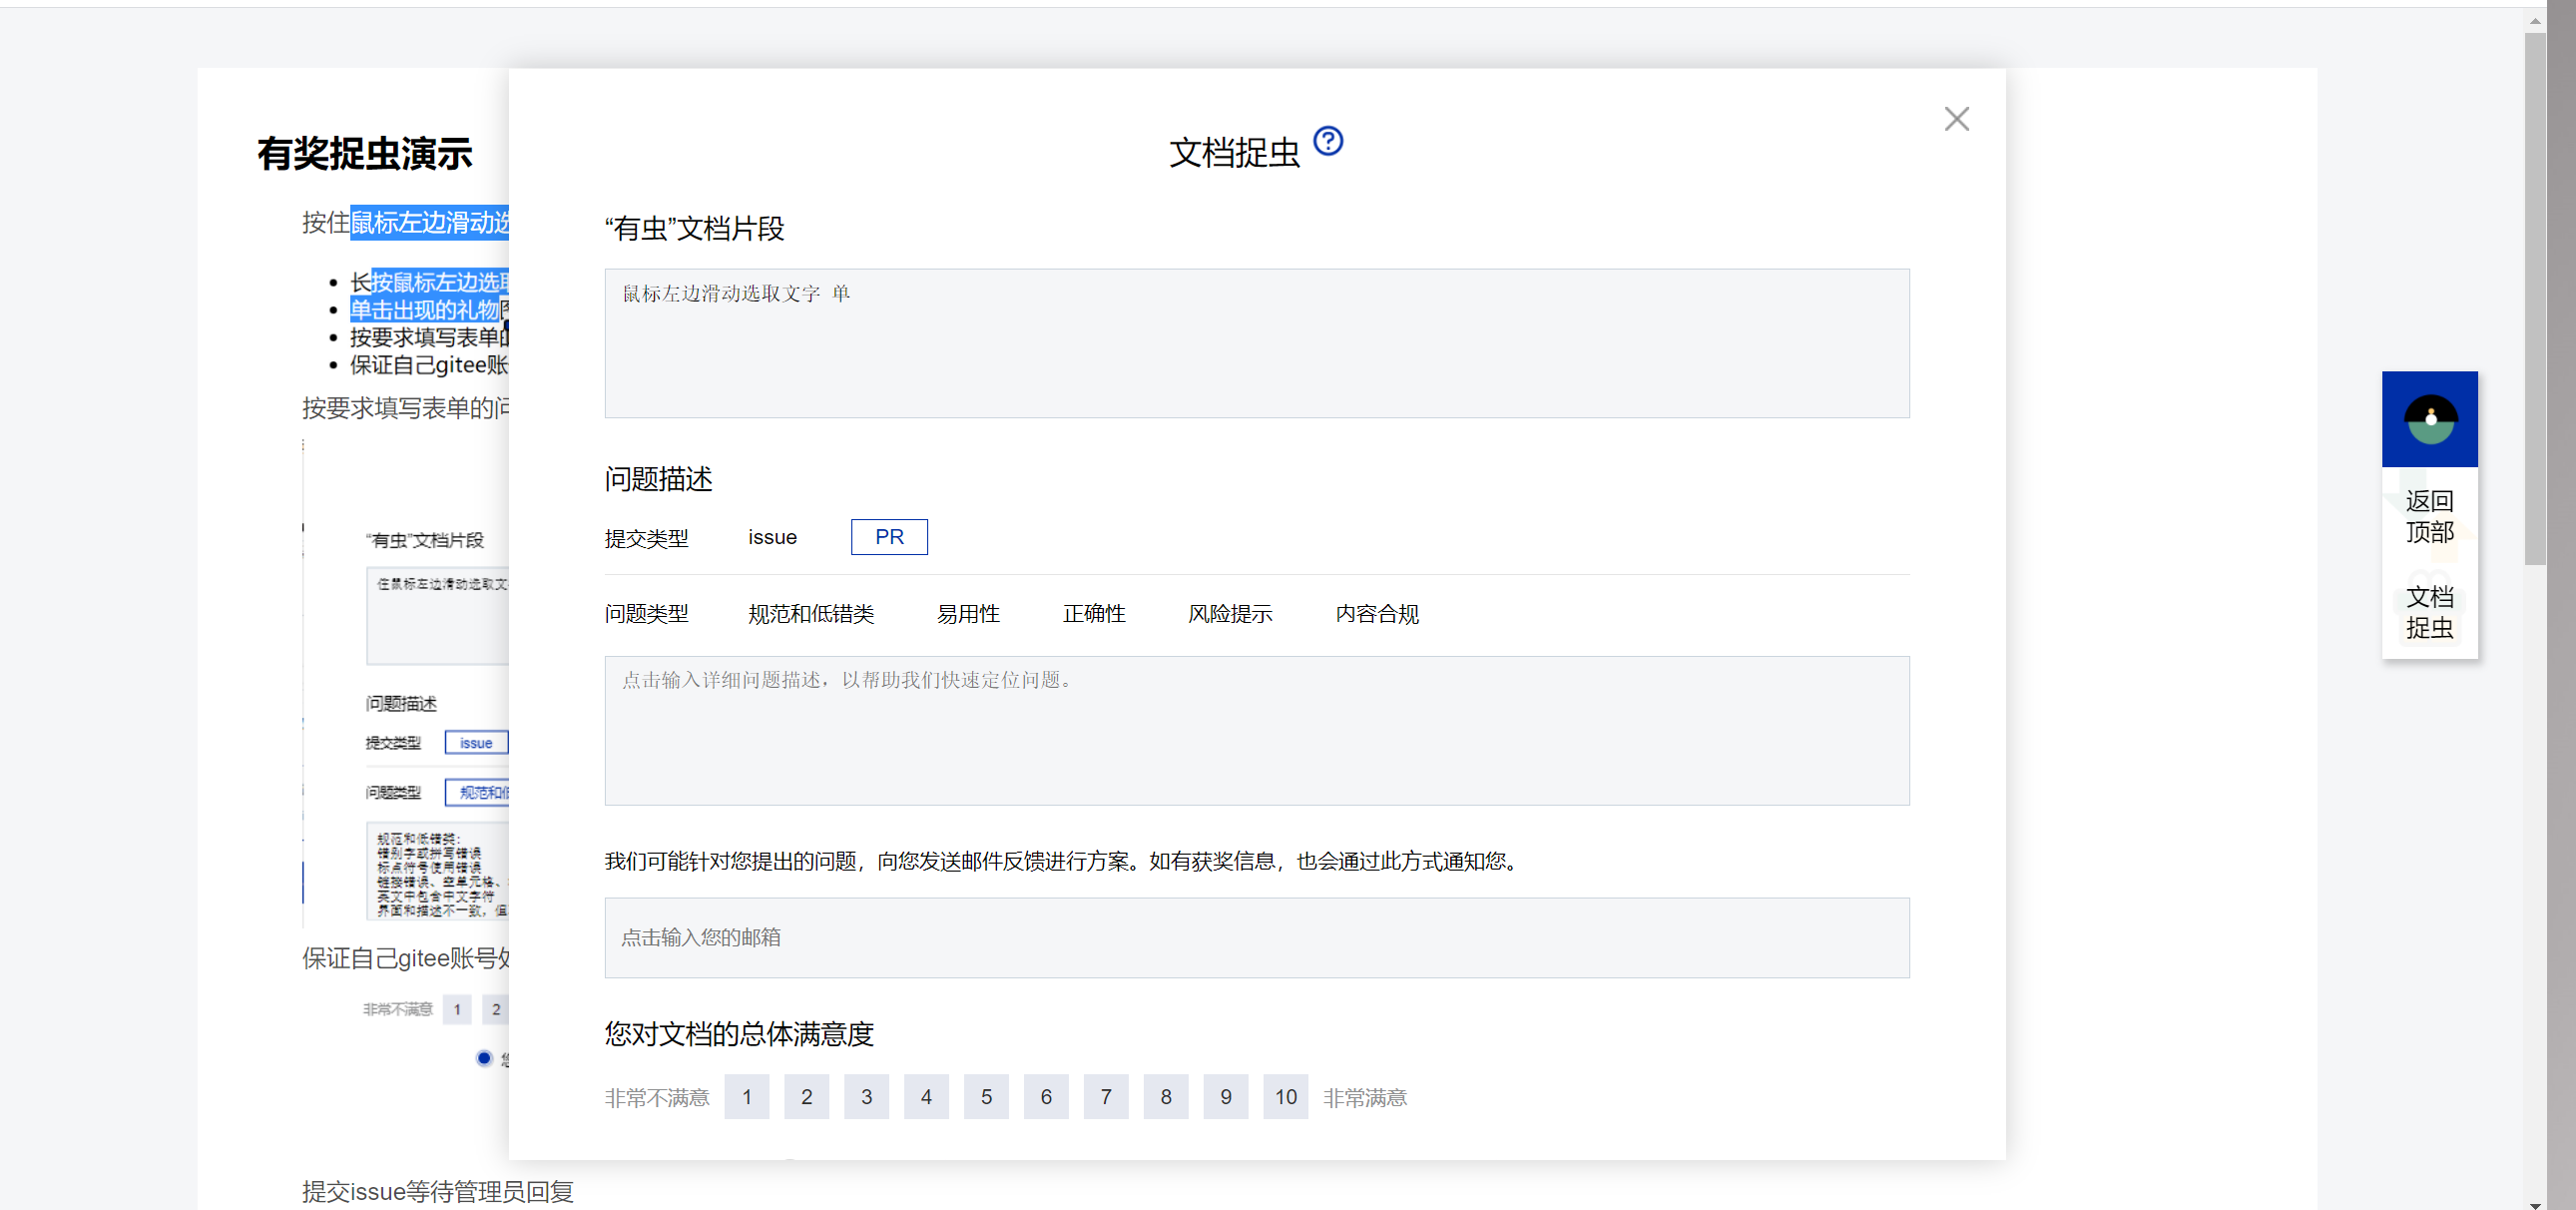 有奖捉虫演示
按住鼠标左边滑动选
长按鼠标左边选取
单击出现的礼物
按要求填写表单的
保证自己gitee账
按要求填写表单的问
“有虫”文档片段
住鼠标左边滑动选取文
问题描述
提交类型 issue
问题类型 规范和低
规范和低错类：
错别字或拼写错误
标点符号使用错误
链接错误、空单元格、
英文中包含中文字符
界面和描述不一致，但
保证自己gitee账号处
非常不满意 1 2
您
提交issue等待管理员回复
文档捉虫 ?
“有虫”文档片段
鼠标左边滑动选取文字 单
问题描述
提交类型 issue PR
问题类型 规范和低错类 易用性 正确性 风险提示 内容合规
点击输入详细问题描述，以帮助我们快速定位问题。
我们可能针对您提出的问题，向您发送邮件反馈进行方案。如有获奖信息，也会通过此方式通知您。
点击输入您的邮箱
您对文档的总体满意度
非常不满意 1 2 3 4 5 6 7 8 9 10 非常满意
返回
顶部
文档
捉虫